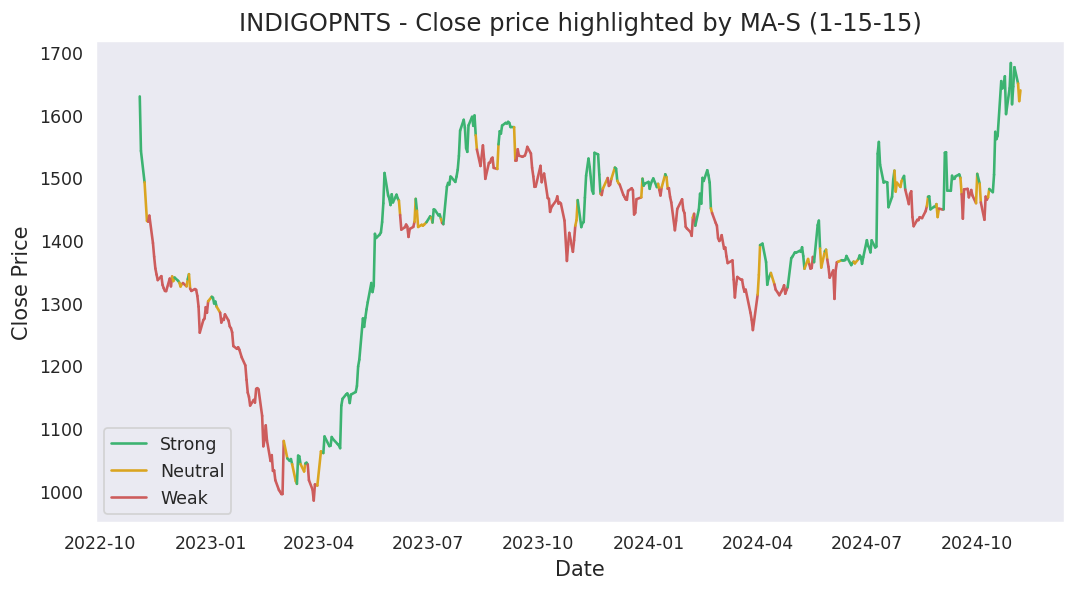 INDIGOPNTS - Close price highlighted by MA-S (1-15-15)
1700
1600
1500
1400
1300
1200
1100
1000
Close Price
Strong
Neutral
Weak
2022-10 2023-01 2023-04 2023-07 2023-10 2024-01 2024-04 2024-07 2024-10
Date